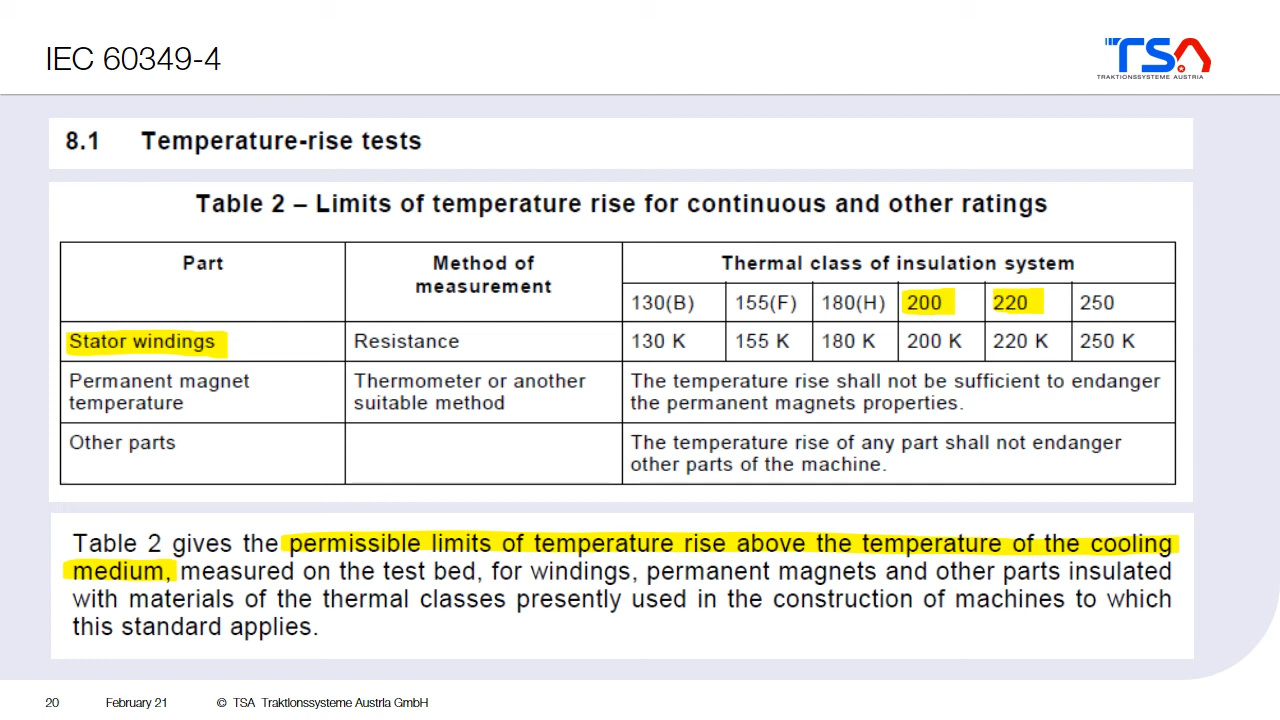 IEC 60349-4
TSA
TRAKTIONSSYSTEME AUSTRIA
8.1 Temperature-rise tests
Table 2 – Limits of temperature rise for continuous and other ratings
Part
Method of
measurement
Thermal class of insulation system
130(B) 155(F) 180(H) 200 220 250
Stator windings Resistance 130 K 155 K 180 K 200 K 220 K 250 K
Permanent magnet
temperature
Thermometer or another
suitable method
The temperature rise shall not be sufficient to endanger
the permanent magnets properties.
Other parts
The temperature rise of any part shall not endanger
other parts of the machine.
Table 2 gives the permissible limits of temperature rise above the temperature of the cooling
medium, measured on the test bed, for windings, permanent magnets and other parts insulated
with materials of the thermal classes presently used in the construction of machines to which
this standard applies.
20 February 21 © TSA Traktionssysteme Austria GmbH